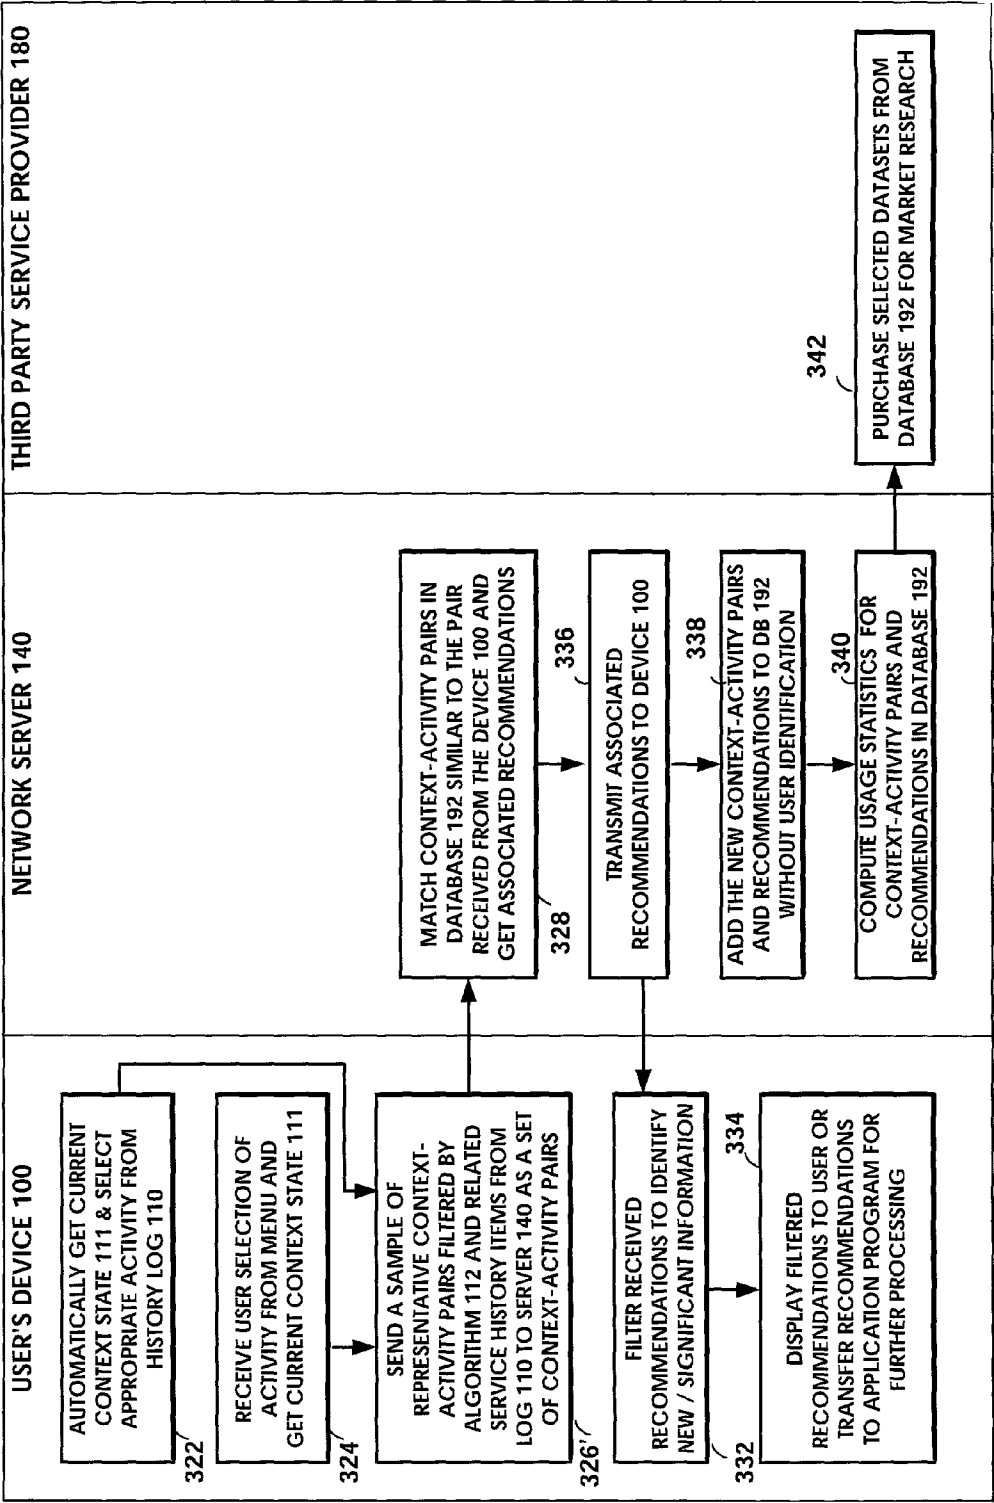 USER'S DEVICE 100
AUTOMATICALLY GET CURRENT
CONTEXT STATE 111 & SELECT
APPROPRIATE ACTIVITY FROM
HISTORY LOG 110
322
RECEIVE USER SELECTION OF
ACTIVITY FROM MENU AND
GET CURRENT CONTEXT STATE 111
324
SEND A SAMPLE OF
REPRESENTATIVE CONTEXT-
ACTIVITY PAIRS FILTERED BY
ALGORITHM 112 AND RELATED
SERVICE HISTORY ITEMS FROM
LOG 110 TO SERVER 140 AS A SET
OF CONTEXT-ACTIVITY PAIRS
326'
FILTER RECEIVED
RECOMMENDATIONS TO IDENTIFY
NEW / SIGNIFICANT INFORMATION
332
334
DISPLAY FILTERED
RECOMMENDATIONS TO USER OR
TRANSFER RECOMMENDATIONS
TO APPLICATION PROGRAM FOR
FURTHER PROCESSING
NETWORK SERVER 140
MATCH CONTEXT-ACTIVITY PAIRS IN
DATABASE 192 SIMILAR TO THE PAIR
RECEIVED FROM THE DEVICE 100 AND
GET ASSOCIATED RECOMMENDATIONS
328
336
TRANSMIT ASSOCIATED
RECOMMENDATIONS TO DEVICE 100
338
ADD THE NEW CONTEXT-ACTIVITY PAIRS
AND RECOMMENDATIONS TO DB 192
WITHOUT USER IDENTIFICATION
340
COMPUTE USAGE STATISTICS FOR
CONTEXT-ACTIVITY PAIRS AND
RECOMMENDATIONS IN DATABASE 192
THIRD PARTY SERVICE PROVIDER 180
342
PURCHASE SELECTED DATASETS FROM
DATABASE 192 FOR MARKET RESEARCH